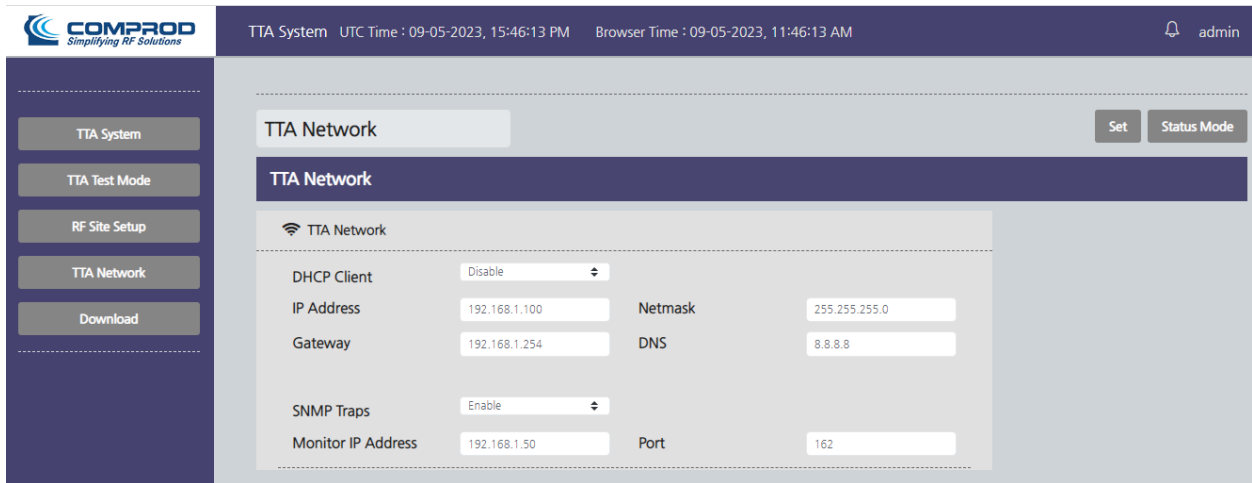 COMPROD
Simplifying RF Solutions
TTA System UTC Time : 09-05-2023, 15:46:13 PM Browser Time : 09-05-2023, 11:46:13 AM
admin
TTA System
TTA Test Mode
RF Site Setup
TTA Network
Download
TTA Network
Set
Status Mode
TTA Network
TTA Network
DHCP Client Disable
IP Address 192.168.1.100 Netmask 255.255.255.0
Gateway 192.168.1.254 DNS 8.8.8.8
SNMP Traps Enable
Monitor IP Address 192.168.1.50 Port 162